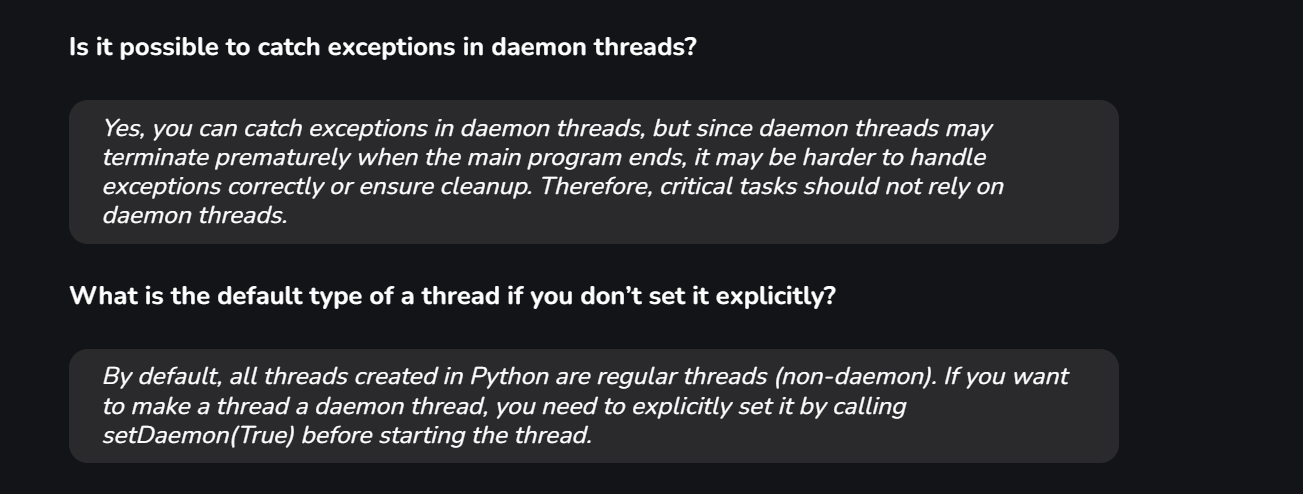 Is it possible to catch exceptions in daemon threads?
Yes, you can catch exceptions in daemon threads, but since daemon threads may
terminate prematurely when the main program ends, it may be harder to handle
exceptions correctly or ensure cleanup. Therefore, critical tasks should not rely on
daemon threads.
What is the default type of a thread if you don’t set it explicitly?
By default, all threads created in Python are regular threads (non-daemon). If you want
to make a thread a daemon thread, you need to explicitly set it by calling
setDaemon(True) before starting the thread.